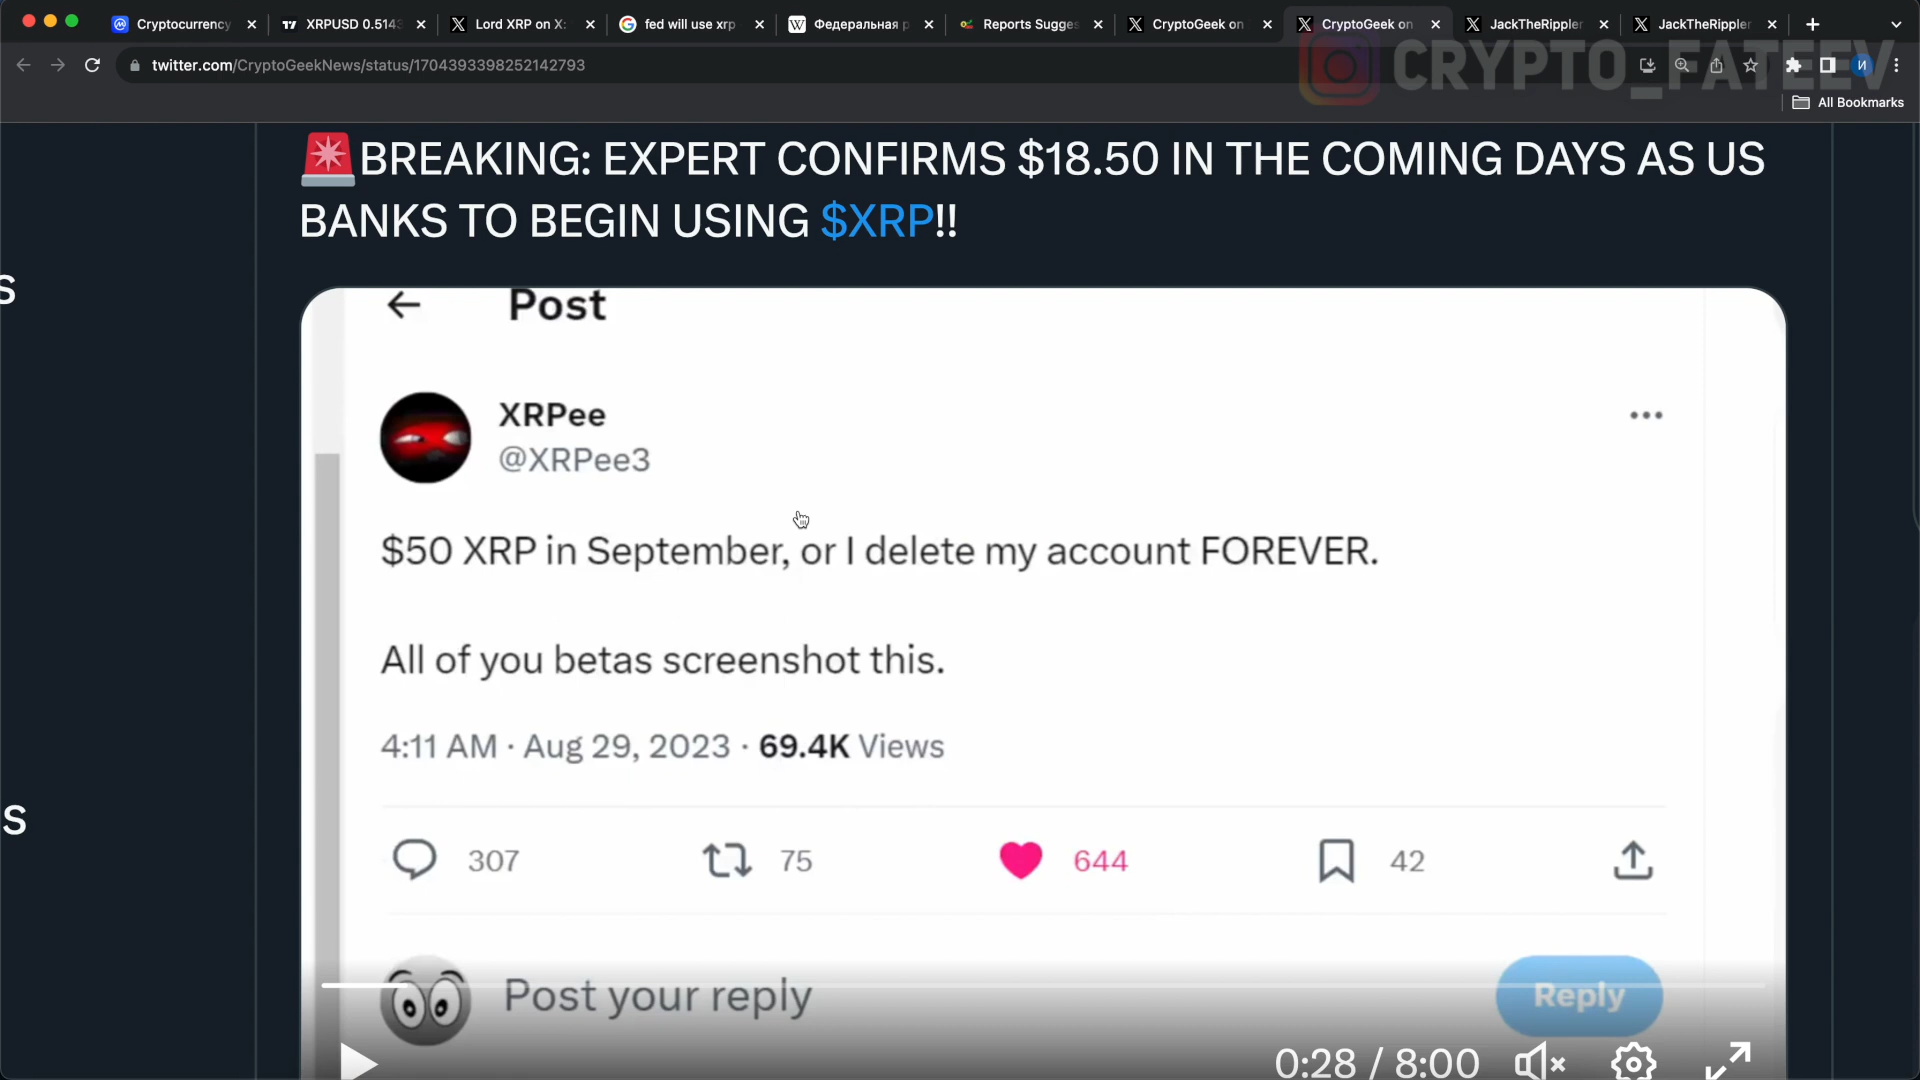 Cryptocurrency
XRPUSD 0.5143
Lord XRP on X:
fed will use xrp
Федеральная р
Reports Sugges
CryptoGeek on
CryptoGeek on
JackTheRippler
JackTheRippler
twitter.com/CryptoGeekNews/status/1704393398252142793
CRYPTO_FATEEV
All Bookmarks
🚨BREAKING: EXPERT CONFIRMS $18.50 IN THE COMING DAYS AS US
BANKS TO BEGIN USING $XRP!!
s
Post
XRPee
@XRPee3
$50 XRP in September, or I delete my account FOREVER.
All of you betas screenshot this.
4:11 AM · Aug 29, 2023 · 69.4K Views
s
307 75 644 42
Post your reply
Reply
0:28 / 8:00